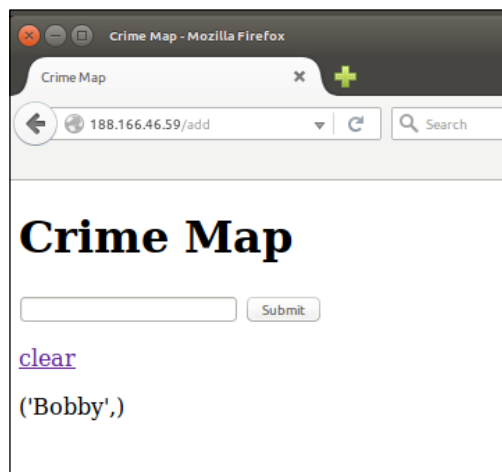 Crime Map - Mozilla Firefox
Crime Map
188.166.46.59/add
Search
Crime Map
Submit
clear
('Bobby',)